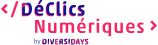 </DéClics
Numériques>
by DIVERSIDAYS